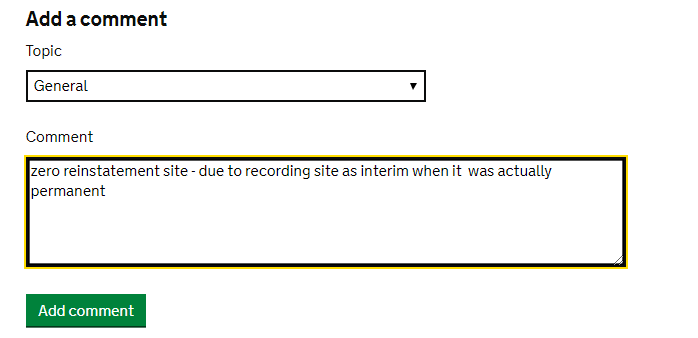 Add a comment
Topic
General
Comment
zero reinstatement site - due to recording site as interim when it  was actually
permanent
Add comment